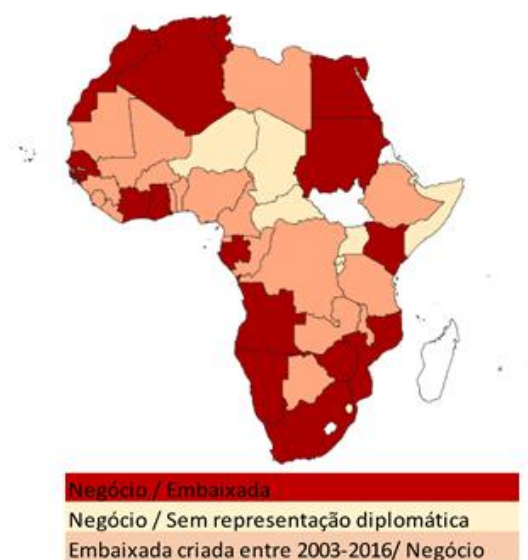 Negócio / Embaixada
Negócio / Sem representação diplomática
Embaixada criada entre 2003-2016/ Negócio